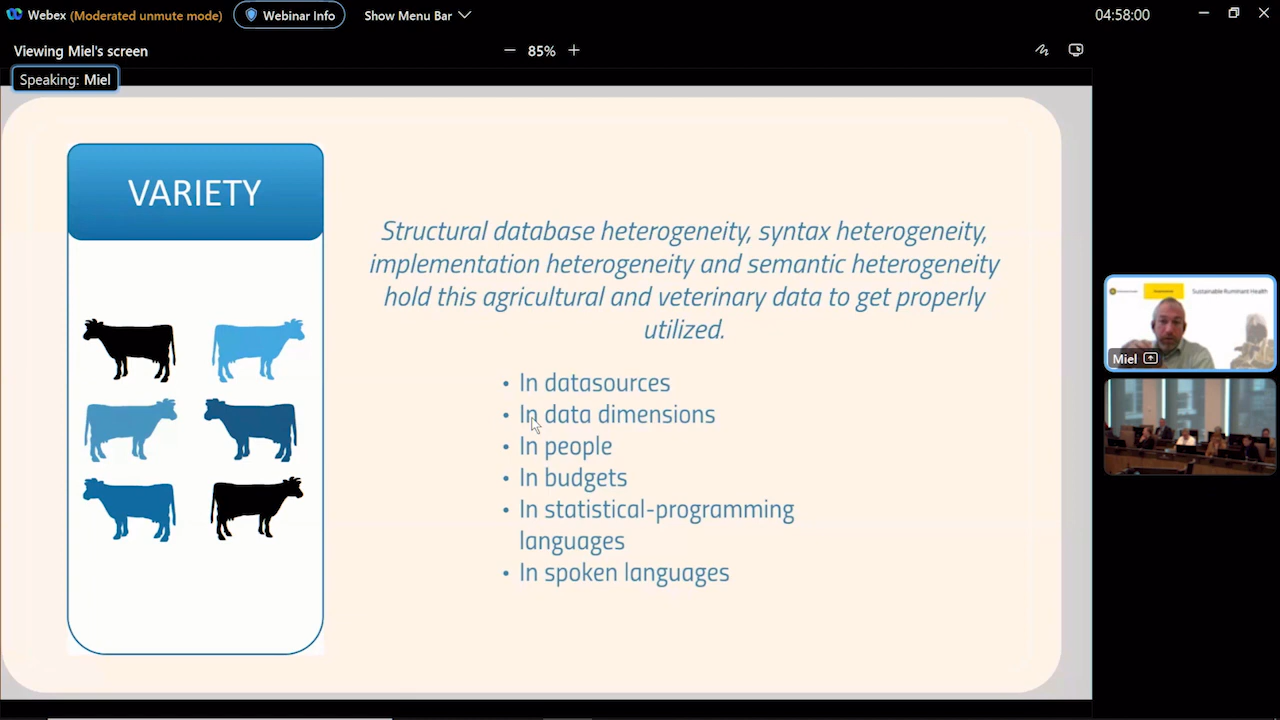 Webex (Moderated unmute mode) Webinar Info Show Menu Bar 04:58:00
Viewing Miel's screen 85%
Speaking: Miel
VARIETY
Structural database heterogeneity, syntax heterogeneity,
implementation heterogeneity and semantic heterogeneity
hold this agricultural and veterinary data to get properly
utilized.
• In datasources
• In data dimensions
• In people
• In budgets
• In statistical-programming
languages
• In spoken languages
Sustainable Ruminant Health
Miel